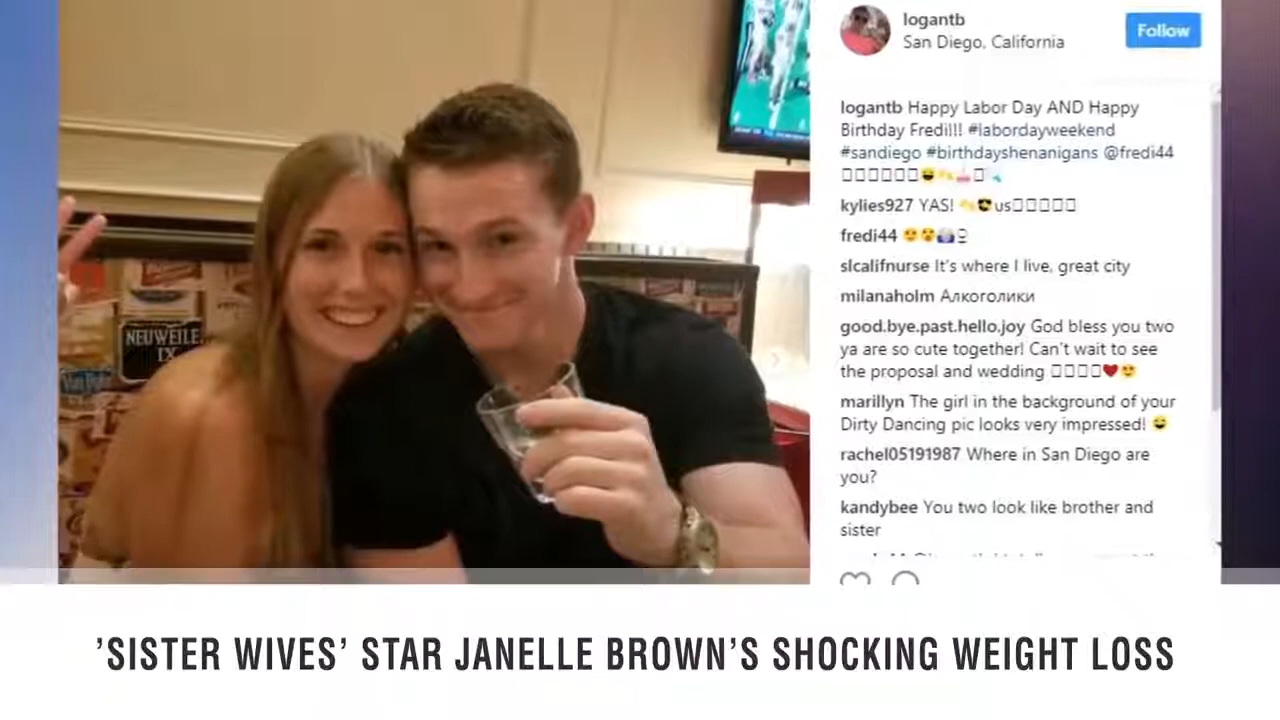 logantb
San Diego, California
Follow
logantb Happy Labor Day AND Happy
Birthday Fredi!!! #labordayweekend
#sandiego #birthdayshenanigans @fredi44
kylies927 YAS! us
fredi44
slcalifnurse It's where I live, great city
milanaholm Алкоголики
good.bye.past.hello.joy God bless you two
ya are so cute together! Can't wait to see
the proposal and wedding
marillyn The girl in the background of your
Dirty Dancing pic looks very impressed!
rachel05191987 Where in San Diego are
you?
kandybee You two look like brother and
sister
NEUWEILE
IX
'SISTER WIVES' STAR JANELLE BROWN'S SHOCKING WEIGHT LOSS